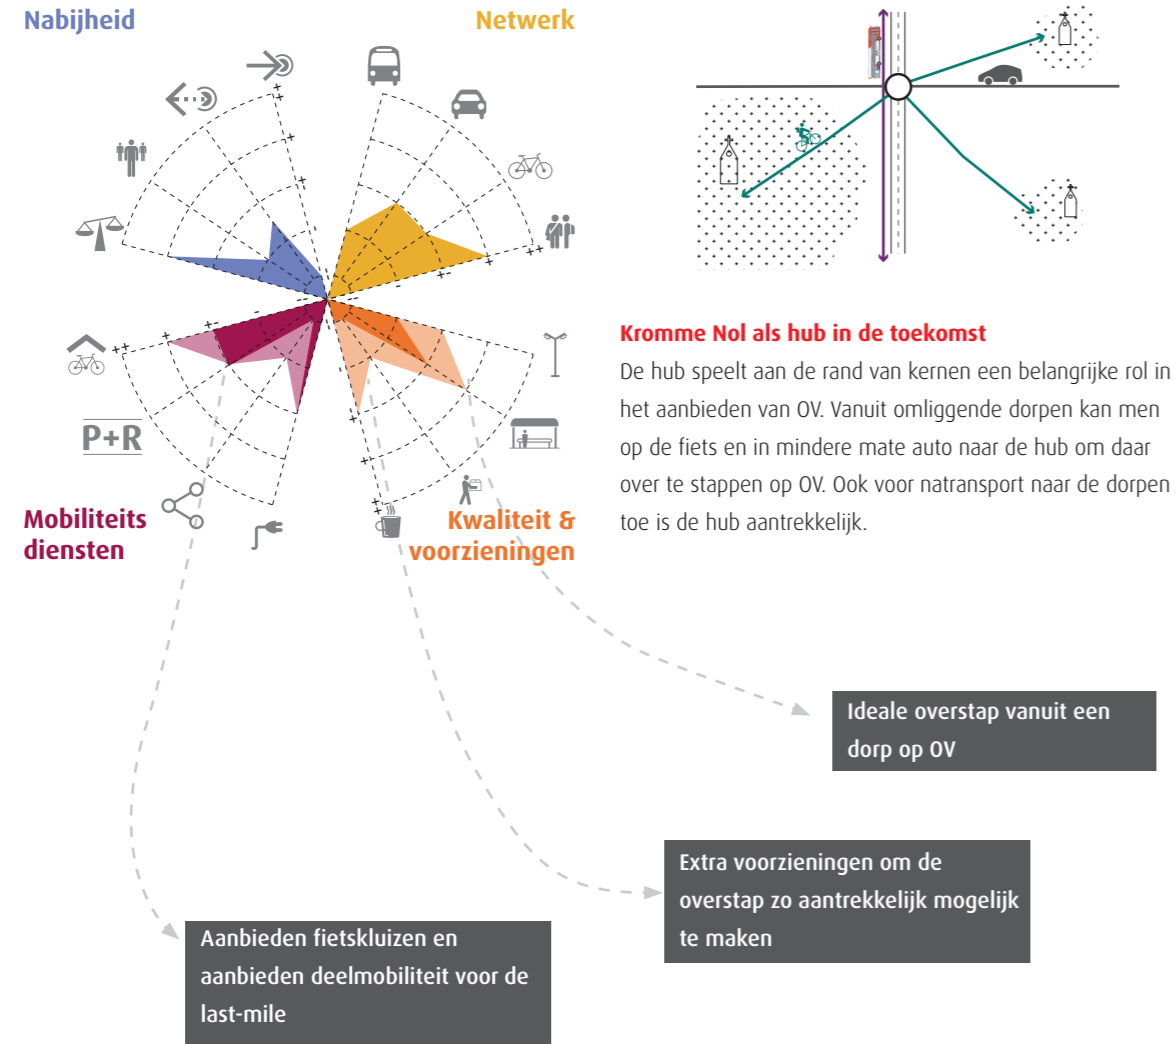 Nabijheid
Netwerk
P+R
Mobiliteits
diensten
Kwaliteit &
voorzieningen
Kromme Nol als hub in de toekomst
De hub speelt aan de rand van kernen een belangrijke rol in
het aanbieden van OV. Vanuit omliggende dorpen kan men
op de fiets en in mindere mate auto naar de hub om daar
over te stappen op OV. Ook voor natransport naar de dorpen
toe is de hub aantrekkelijk.
Ideale overstap vanuit een
dorp op OV
Extra voorzieningen om de
overstap zo aantrekkelijk mogelijk
te maken
Aanbieden fietskluizen en
aanbieden deelmobiliteit voor de
last-mile